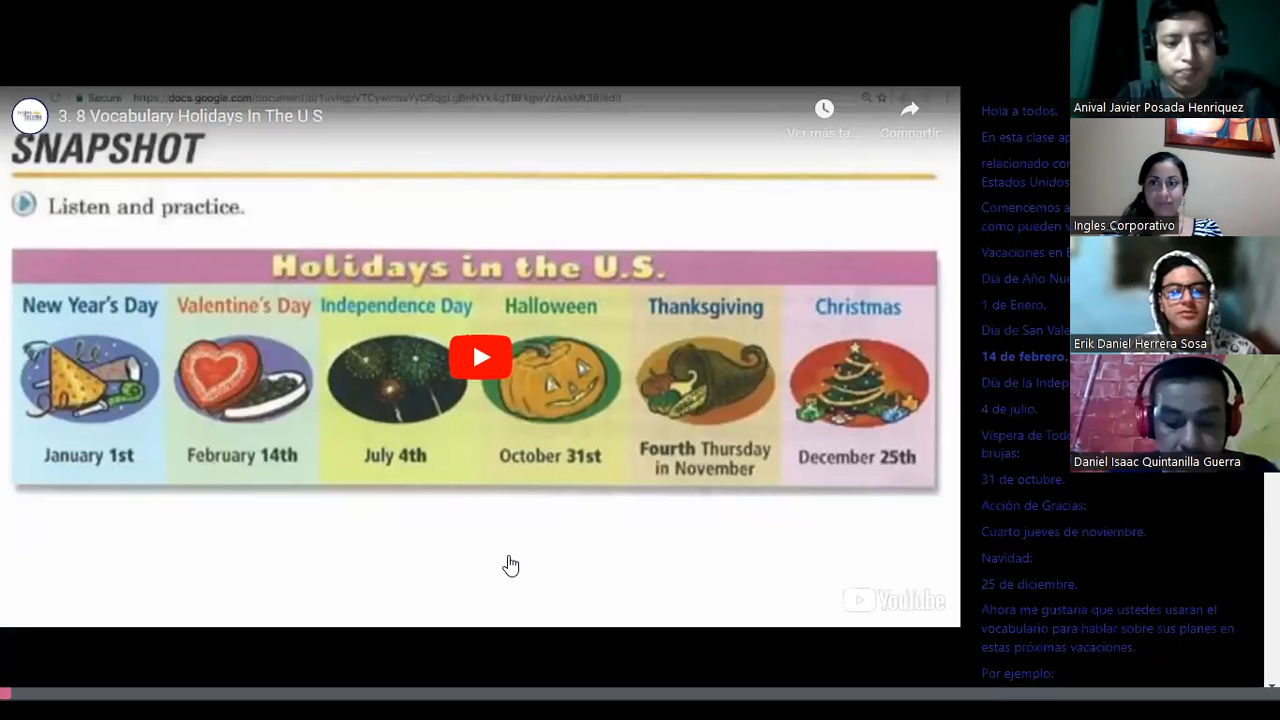 Secure
3. 8 Vocabulary Holidays In The U S
Ver más ta...
Compartir
SNAPSHOT
Listen and practice.
Holidays in the U.S.
New Year's Day
January 1st
Valentine's Day
February 14th
Independence Day
July 4th
Halloween
October 31st
Thanksgiving
Fourth Thursday
in November
Christmas
December 25th
YouTube
Hola a todos.
En esta clase
relacionado
Estados Unidos
Comencemos
como pueden
Vacaciones en
Día de Año
1 de Enero.
Día de San
14 de febrero.
Día de la
4 de julio.
Víspera de
brujas:
31 de octubre.
Acción de Gracias:
Cuarto jueves de noviembre.
Navidad:
25 de diciembre.
Ahora me gustaría que ustedes usaran el
vocabulario para hablar sobre sus planes en
estas próximas vacaciones.
Por ejemplo:
Anival Javier Posada Henriquez
Ingles Corporativo
Erik Daniel Herrera Sosa
Daniel Isaac Quintanilla Guerra